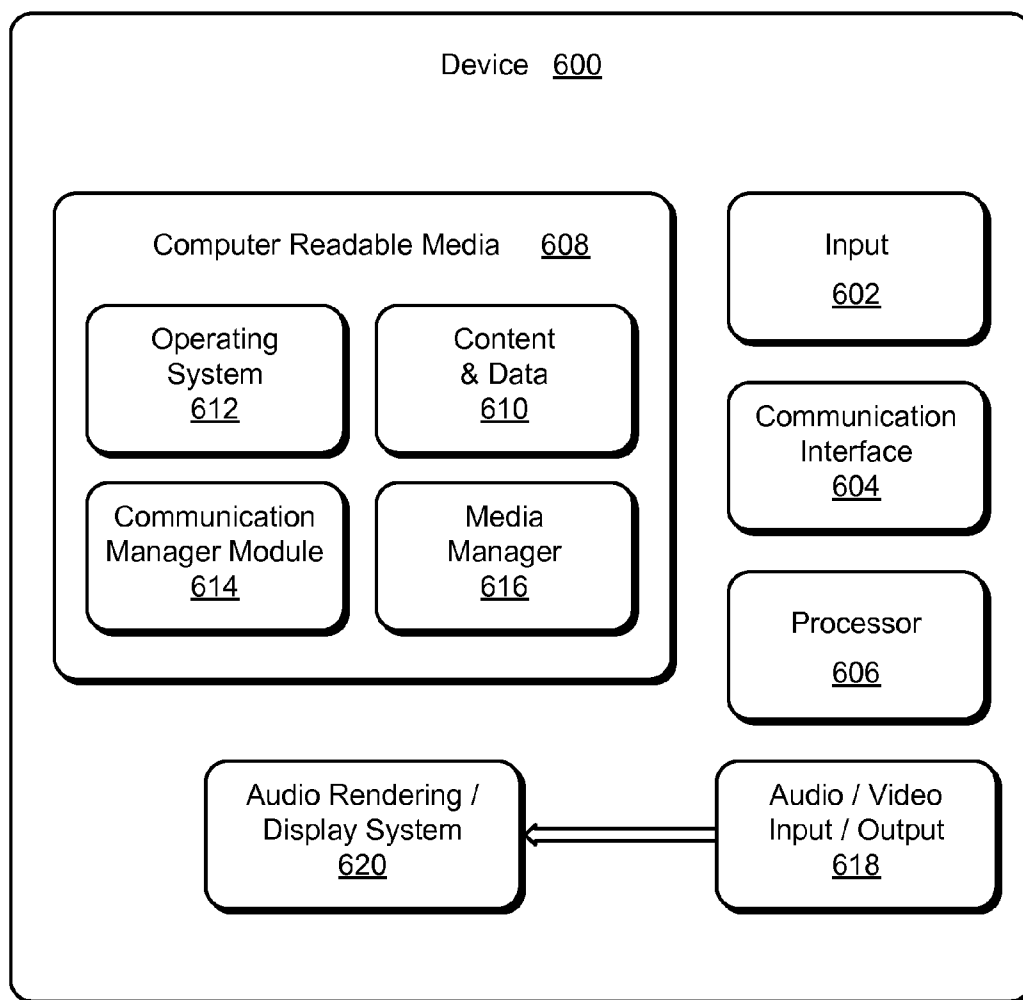 Device 600
Computer Readable Media 608
Operating
System
612
Content
& Data
610
Communication
Manager Module
614
Media
Manager
616
Input
602
Communication
Interface
604
Processor
606
Audio Rendering /
Display System
620
Audio / Video
Input / Output
618